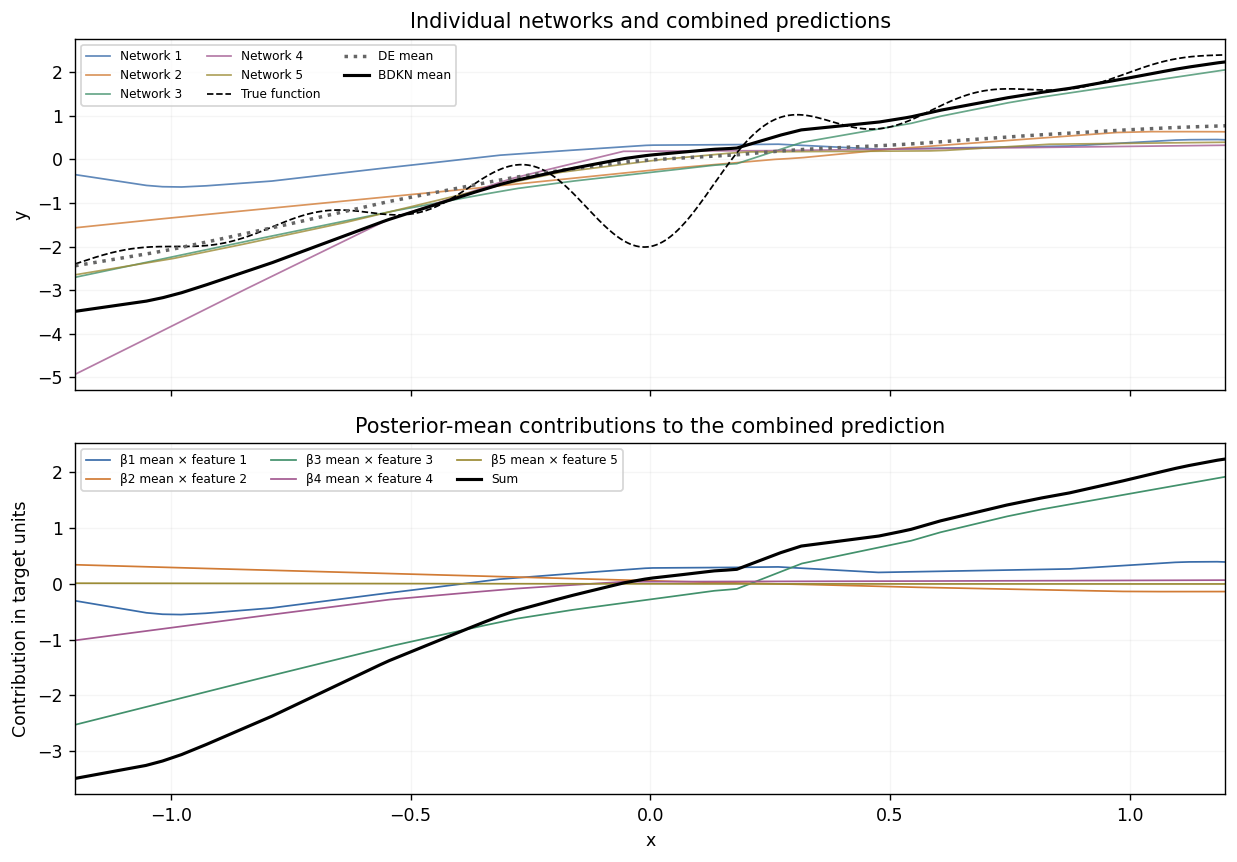 Individual networks and combined predictions
Network 1
Network 2
Network 3
Network 4
Network 5
True function
DE mean
BDKN mean
2
1
0
−1
−2
−3
−4
−5
y
Posterior-mean contributions to the combined prediction
β1 mean × feature 1
β2 mean × feature 2
β3 mean × feature 3
β4 mean × feature 4
β5 mean × feature 5
Sum
2
1
0
−1
−2
−3
Contribution in target units
−1.0
−0.5
0.0
0.5
1.0
x